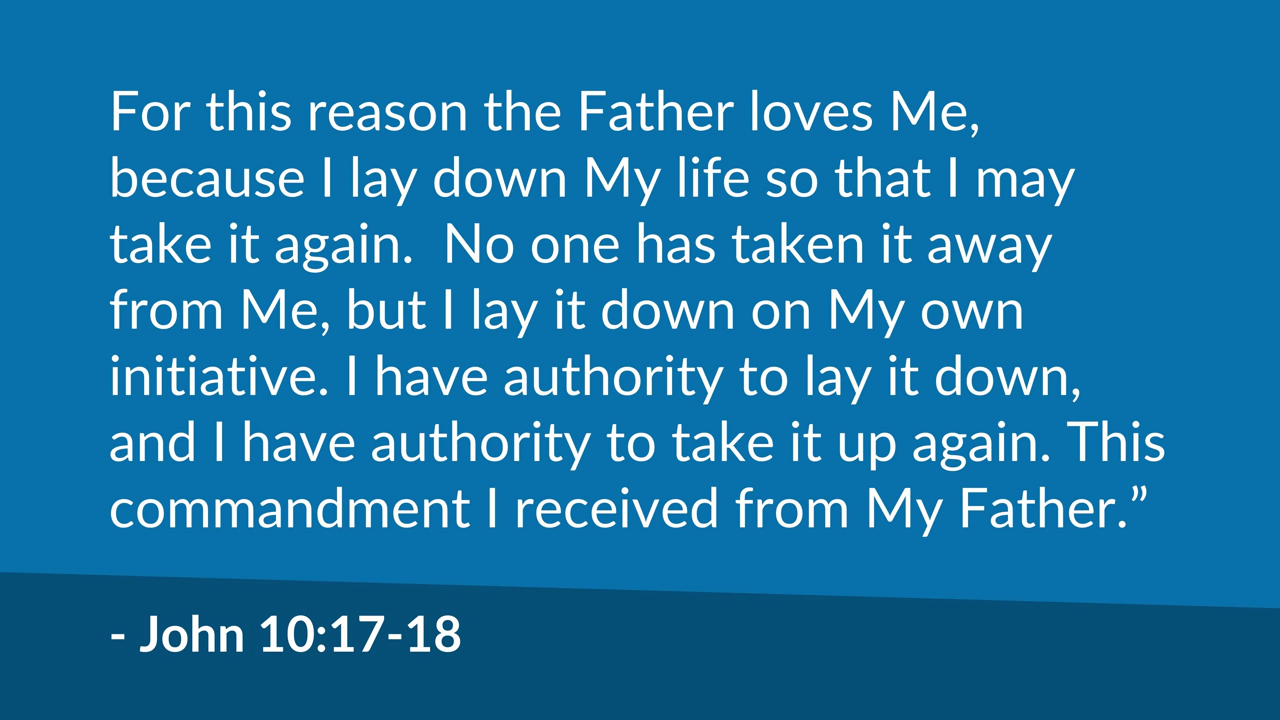 For this reason the Father loves Me,
because I lay down My life so that I may
take it again.  No one has taken it away
from Me, but I lay it down on My own
initiative. I have authority to lay it down,
and I have authority to take it up again. This
commandment I received from My Father.”
- John 10:17-18